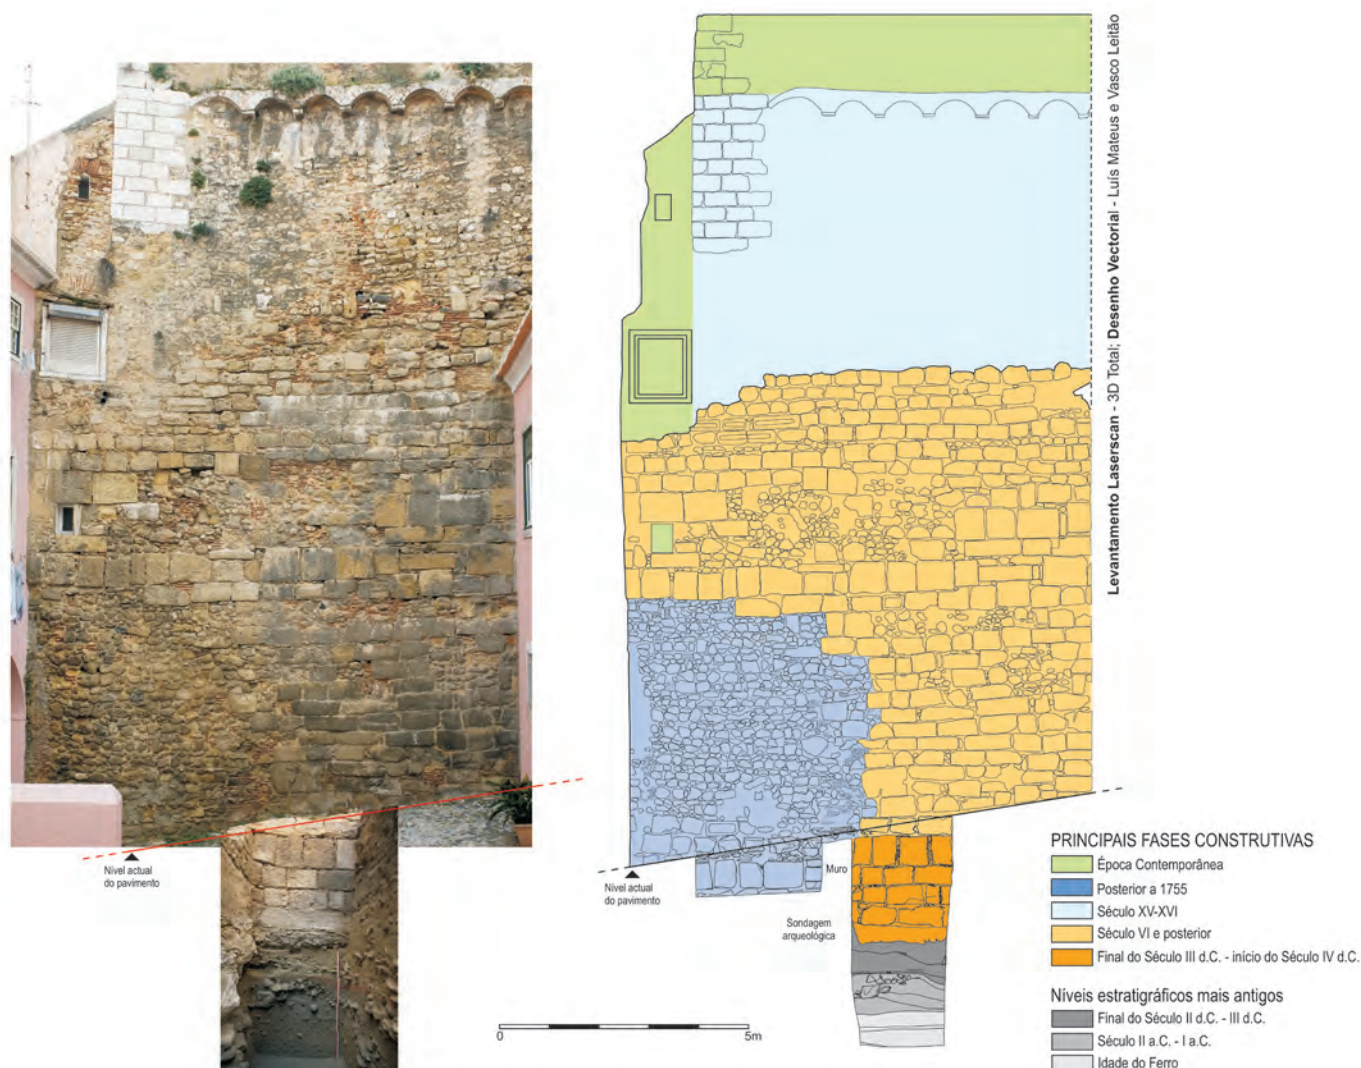 Levantamento Laserscan - 3D Total; Desenho Vectorial - Luís Mateus e Vasco Leitão
Nível actual
do pavimento
Nível actual
do pavimento
Muro
Sondagem
arqueológica
0
5m
PRINCIPAIS FASES CONSTRUTIVAS
Época Contemporânea
Posterior a 1755
Século XV-XVI
Século VI e posterior
Final do Século III d.C. - início do Século IV d.C.
Níveis estratigráficos mais antigos
Final do Século II d.C. - III d.C.
Século II a.C. - I a.C.
Idade do Ferro